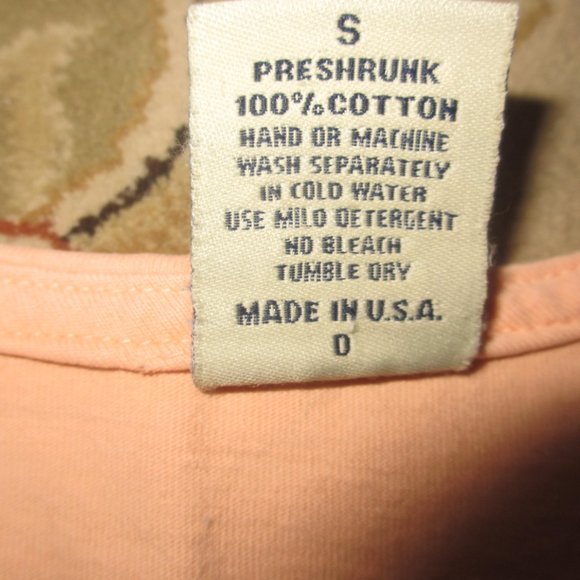 S
PRESHRUNK
100% COTTON
HAND OR MACHINE
WASH SEPARATELY
IN COLD WATER
USE MILD DETERGENT
NO BLEACH
TUMBLE DRY
MADE IN U.S.A.
0